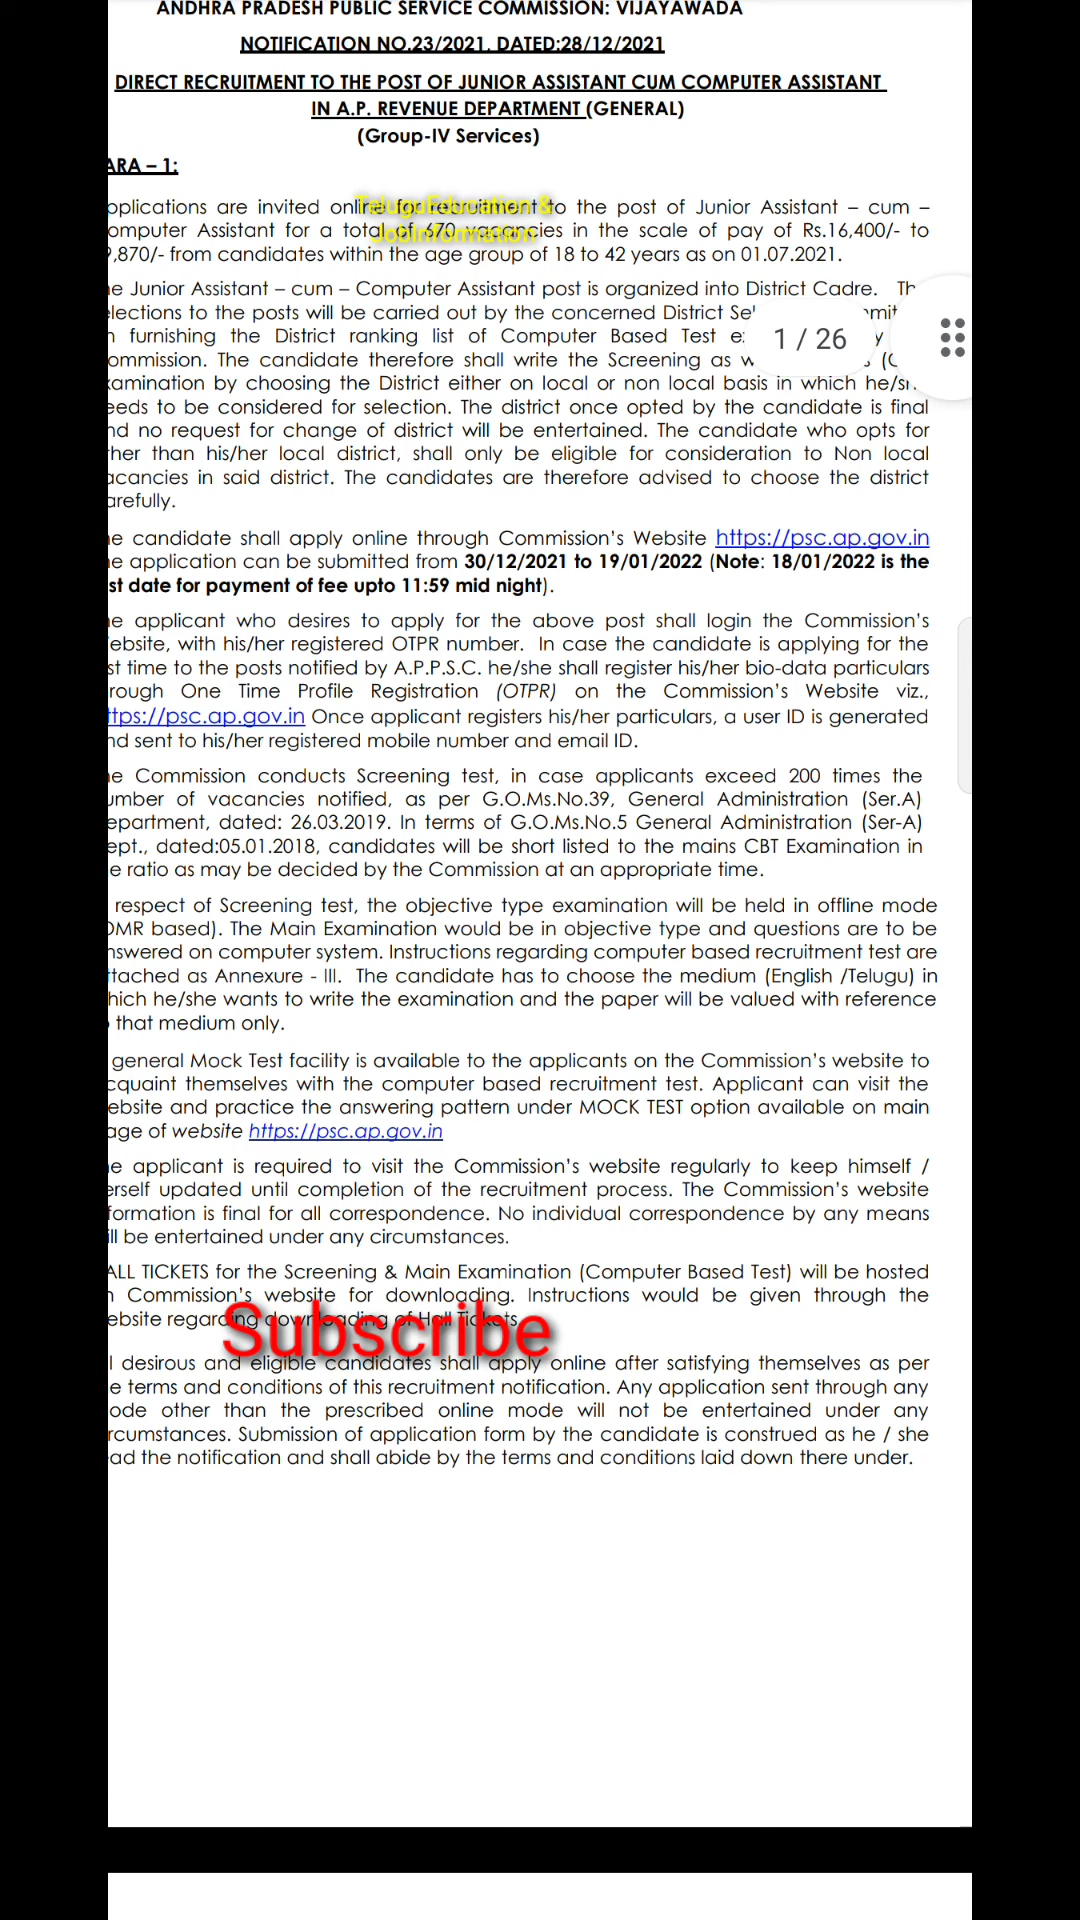 ANDHRA PRADESH PUBLIC SERVICE COMMISSION: VIJAYAWADA
NOTIFICATION NO.23/2021, DATED:28/12/2021
DIRECT RECRUITMENT TO THE POST OF JUNIOR ASSISTANT CUM COMPUTER ASSISTANT
IN A.P. REVENUE DEPARTMENT (GENERAL)
(Group-IV Services)
ARA – 1:
pplications are invited online for recruitment to the post of Junior Assistant – cum –
TeluguEducation &
omputer Assistant for a total of 670 vacancies in the scale of pay of Rs.16,400/- to
JobInformation
,870/- from candidates within the age group of 18 to 42 years as on 01.07.2021.
e Junior Assistant – cum – Computer Assistant post is organized into District Cadre. Th
lections to the posts will be carried out by the concerned District Se mit
n furnishing the District ranking list of Computer Based Test e y
1 / 26
ommission. The candidate therefore shall write the Screening as w (C
amination by choosing the District either on local or non local basis in which he/sh
eeds to be considered for selection. The district once opted by the candidate is final
nd no request for change of district will be entertained. The candidate who opts for
her than his/her local district, shall only be eligible for consideration to Non local
acancies in said district. The candidates are therefore advised to choose the district
arefully.
e candidate shall apply online through Commission’s Website https://psc.ap.gov.in
e application can be submitted from 30/12/2021 to 19/01/2022 (Note: 18/01/2022 is the
st date for payment of fee upto 11:59 mid night).
e applicant who desires to apply for the above post shall login the Commission’s
ebsite, with his/her registered OTPR number. In case the candidate is applying for the
st time to the posts notified by A.P.P.S.C. he/she shall register his/her bio-data particulars
rough One Time Profile Registration (OTPR) on the Commission’s Website viz.,
ttps://psc.ap.gov.in Once applicant registers his/her particulars, a user ID is generated
nd sent to his/her registered mobile number and email ID.
e Commission conducts Screening test, in case applicants exceed 200 times the
umber of vacancies notified, as per G.O.Ms.No.39, General Administration (Ser.A)
epartment, dated: 26.03.2019. In terms of G.O.Ms.No.5 General Administration (Ser-A)
ept., dated:05.01.2018, candidates will be short listed to the mains CBT Examination in
e ratio as may be decided by the Commission at an appropriate time.
respect of Screening test, the objective type examination will be held in offline mode
OMR based). The Main Examination would be in objective type and questions are to be
nswered on computer system. Instructions regarding computer based recruitment test are
ttached as Annexure - III. The candidate has to choose the medium (English /Telugu) in
hich he/she wants to write the examination and the paper will be valued with reference
that medium only.
general Mock Test facility is available to the applicants on the Commission’s website to
cquaint themselves with the computer based recruitment test. Applicant can visit the
ebsite and practice the answering pattern under MOCK TEST option available on main
age of website https://psc.ap.gov.in
e applicant is required to visit the Commission’s website regularly to keep himself /
erself updated until completion of the recruitment process. The Commission’s website
formation is final for all correspondence. No individual correspondence by any means
ill be entertained under any circumstances.
ALL TICKETS for the Screening & Main Examination (Computer Based Test) will be hosted
n Commission’s website for downloading. Instructions would be given through the
ebsite regarding downloading of Hall Tickets
Subscribe
l desirous and eligible candidates shall apply online after satisfying themselves as per
e terms and conditions of this recruitment notification. Any application sent through any
ode other than the prescribed online mode will not be entertained under any
rcumstances. Submission of application form by the candidate is construed as he / she
ad the notification and shall abide by the terms and conditions laid down there under.